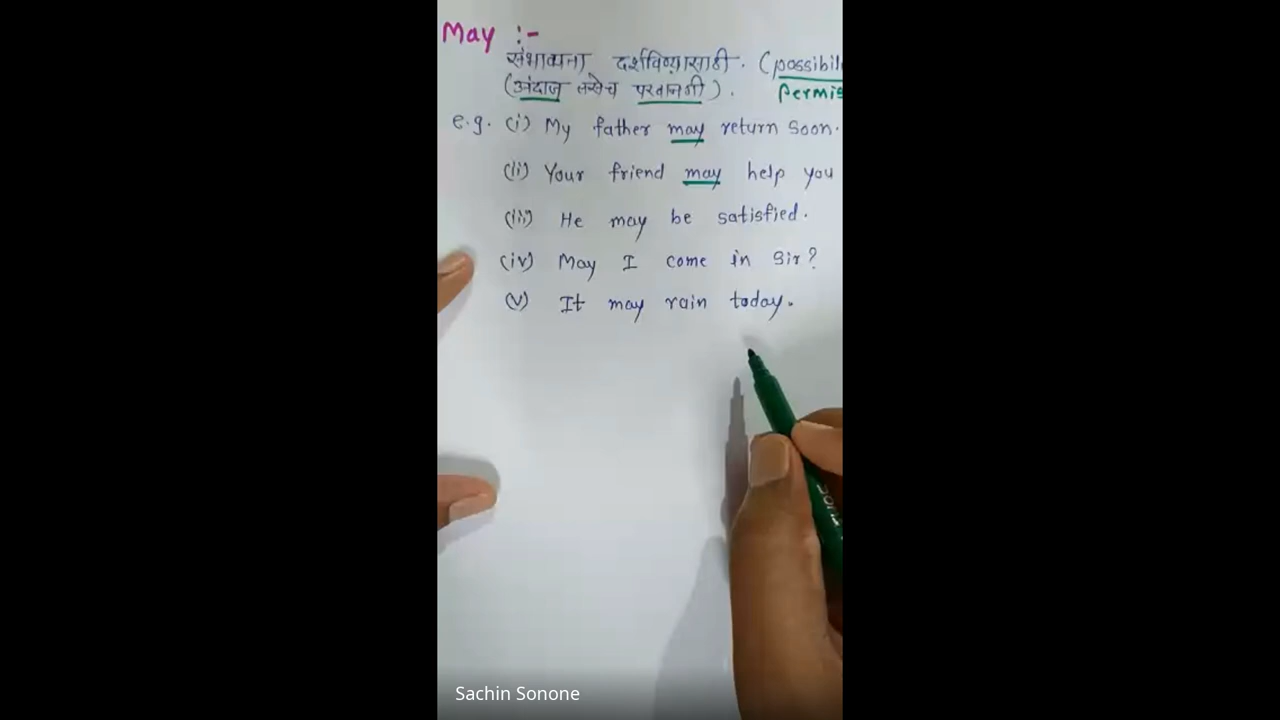 May :-
संभावना दर्शविण्यासाठी. (possibil
(अंदाज तसेच परवानगी). Permis
e.g. (i) My father may return soon.
(ii) Your friend may help you
(iii) He may be satisfied.
(iv) May I come in Sir?
(v) It may rain today.
Sachin Sonone